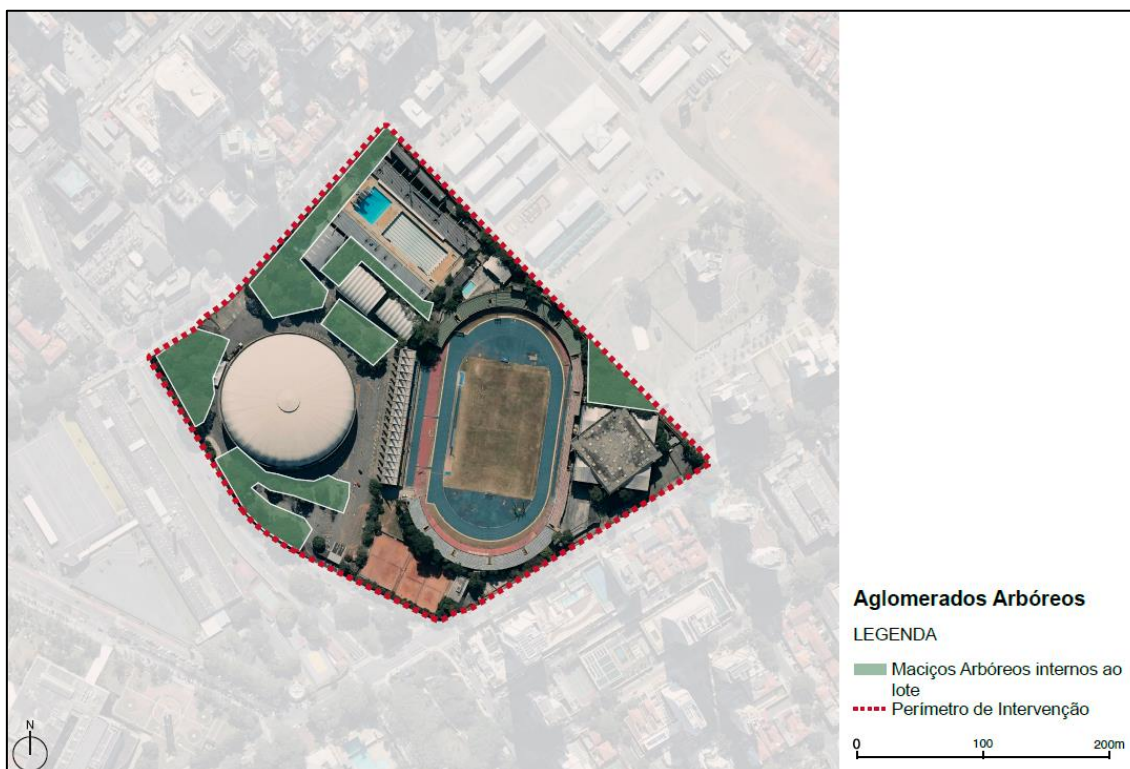 Aglomerados Arbóreos
LEGENDA
Maciços Arbóreos internos ao
lote
Perímetro de Intervenção
N
0 100 200m